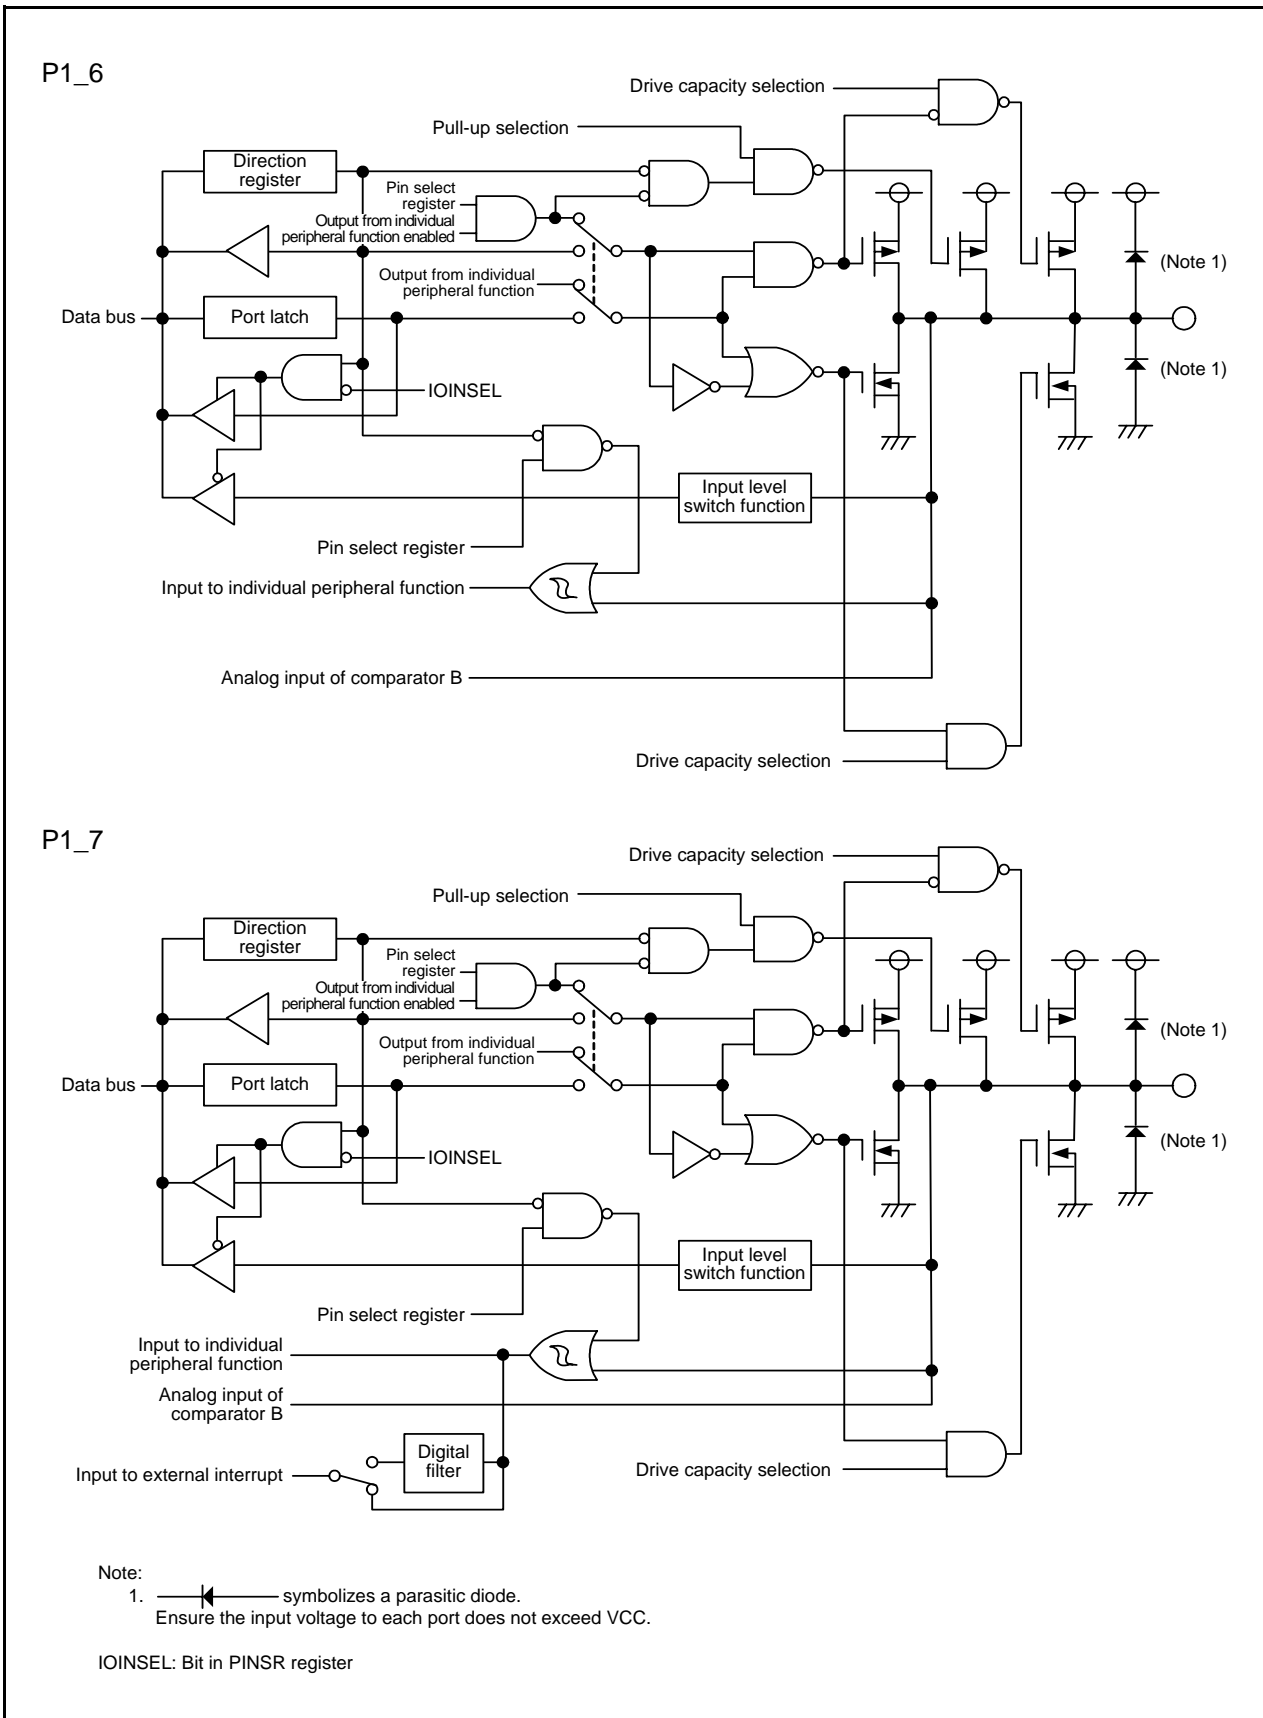 P1_6
Drive capacity selection
Pull-up selection
Direction
register
Pin select
register
Output from individual
peripheral function enabled
(Note 1)
Output from individual
peripheral function
Data bus
Port latch
(Note 1)
IOINSEL
Input level
switch function
Pin select register
Input to individual peripheral function
Analog input of comparator B
Drive capacity selection
P1_7
Drive capacity selection
Pull-up selection
Direction
register
Pin select
register
Output from individual
peripheral function enabled
(Note 1)
Output from individual
peripheral function
Data bus
Port latch
(Note 1)
IOINSEL
Input level
switch function
Pin select register
Input to individual
peripheral function
Analog input of
comparator B
Digital
filter
Input to external interrupt
Drive capacity selection
Note:
1. symbolizes a parasitic diode.
Ensure the input voltage to each port does not exceed VCC.
IOINSEL: Bit in PINSR register